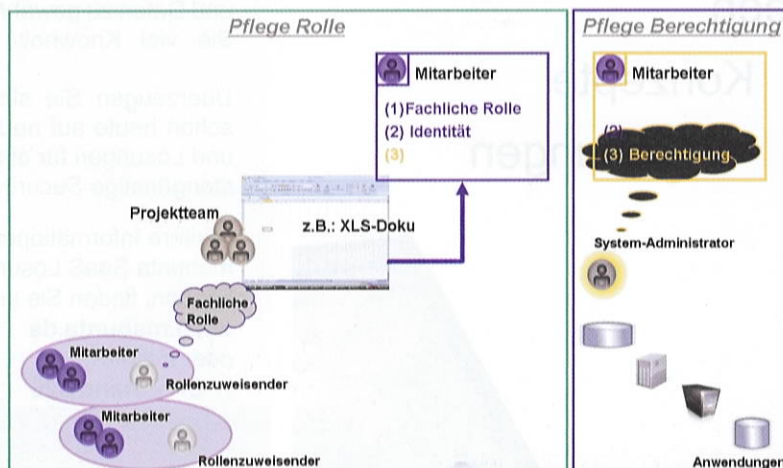 Pflege Rolle
Mitarbeiter
(1)Fachliche Rolle
(2) Identität
(3)
Projektteam
z.B.: XLS-Doku
Fachliche
Rolle
Mitarbeiter
Rollenzuweisender
Mitarbeiter
Rollenzuweisender
Pflege Berechtigung
Mitarbeiter
(2)
(3) Berechtigung
System-Administrator
Anwendungen